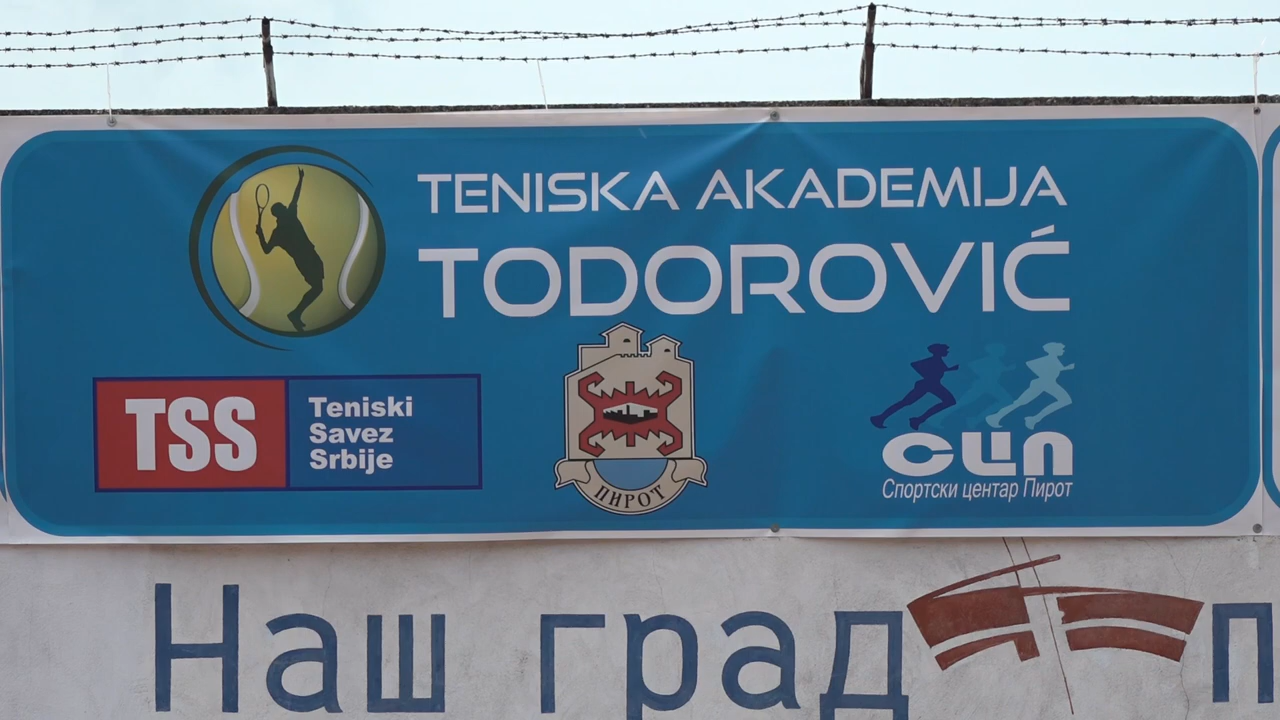 TENISKA AKADEMIJA
TODOROVIĆ
TSS
Teniski
Savez
Srbije
ПИРОТ
СЦП
Спортски центар Пирот
Наш град